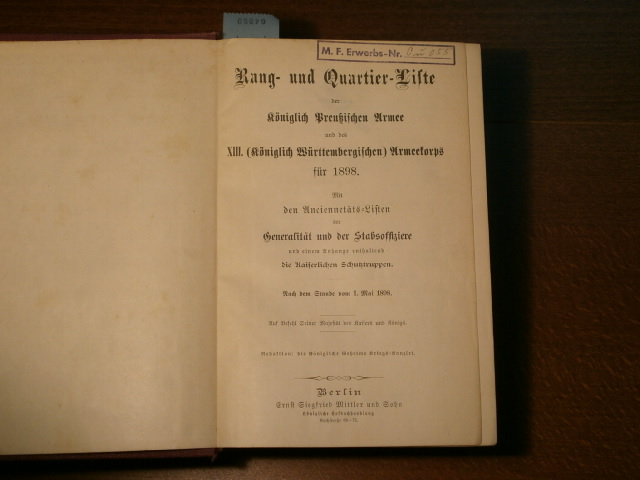 M. F. Erwerbs-Nr.
Rang- und Quartier-Liste
der
Königlich Preußischen Armee
und des
XIII. (Königlich Württembergischen) Armeekorps
für 1898.
Mit
den Anciennetäts-Listen
der
Generalität und der Stabsoffiziere
und einem Anhange enthaltend
die Kaiserlichen Schutztruppen.
Nach dem Stande vom 1. Mai 1898.
Auf Befehl Seiner Majestät des Kaisers und Königs.
Redaktion: Die Königliche Geheime Kriegs-Kanzlei.
Berlin
Ernst Siegfried Mittler und Sohn
Königliche Hofbuchhandlung